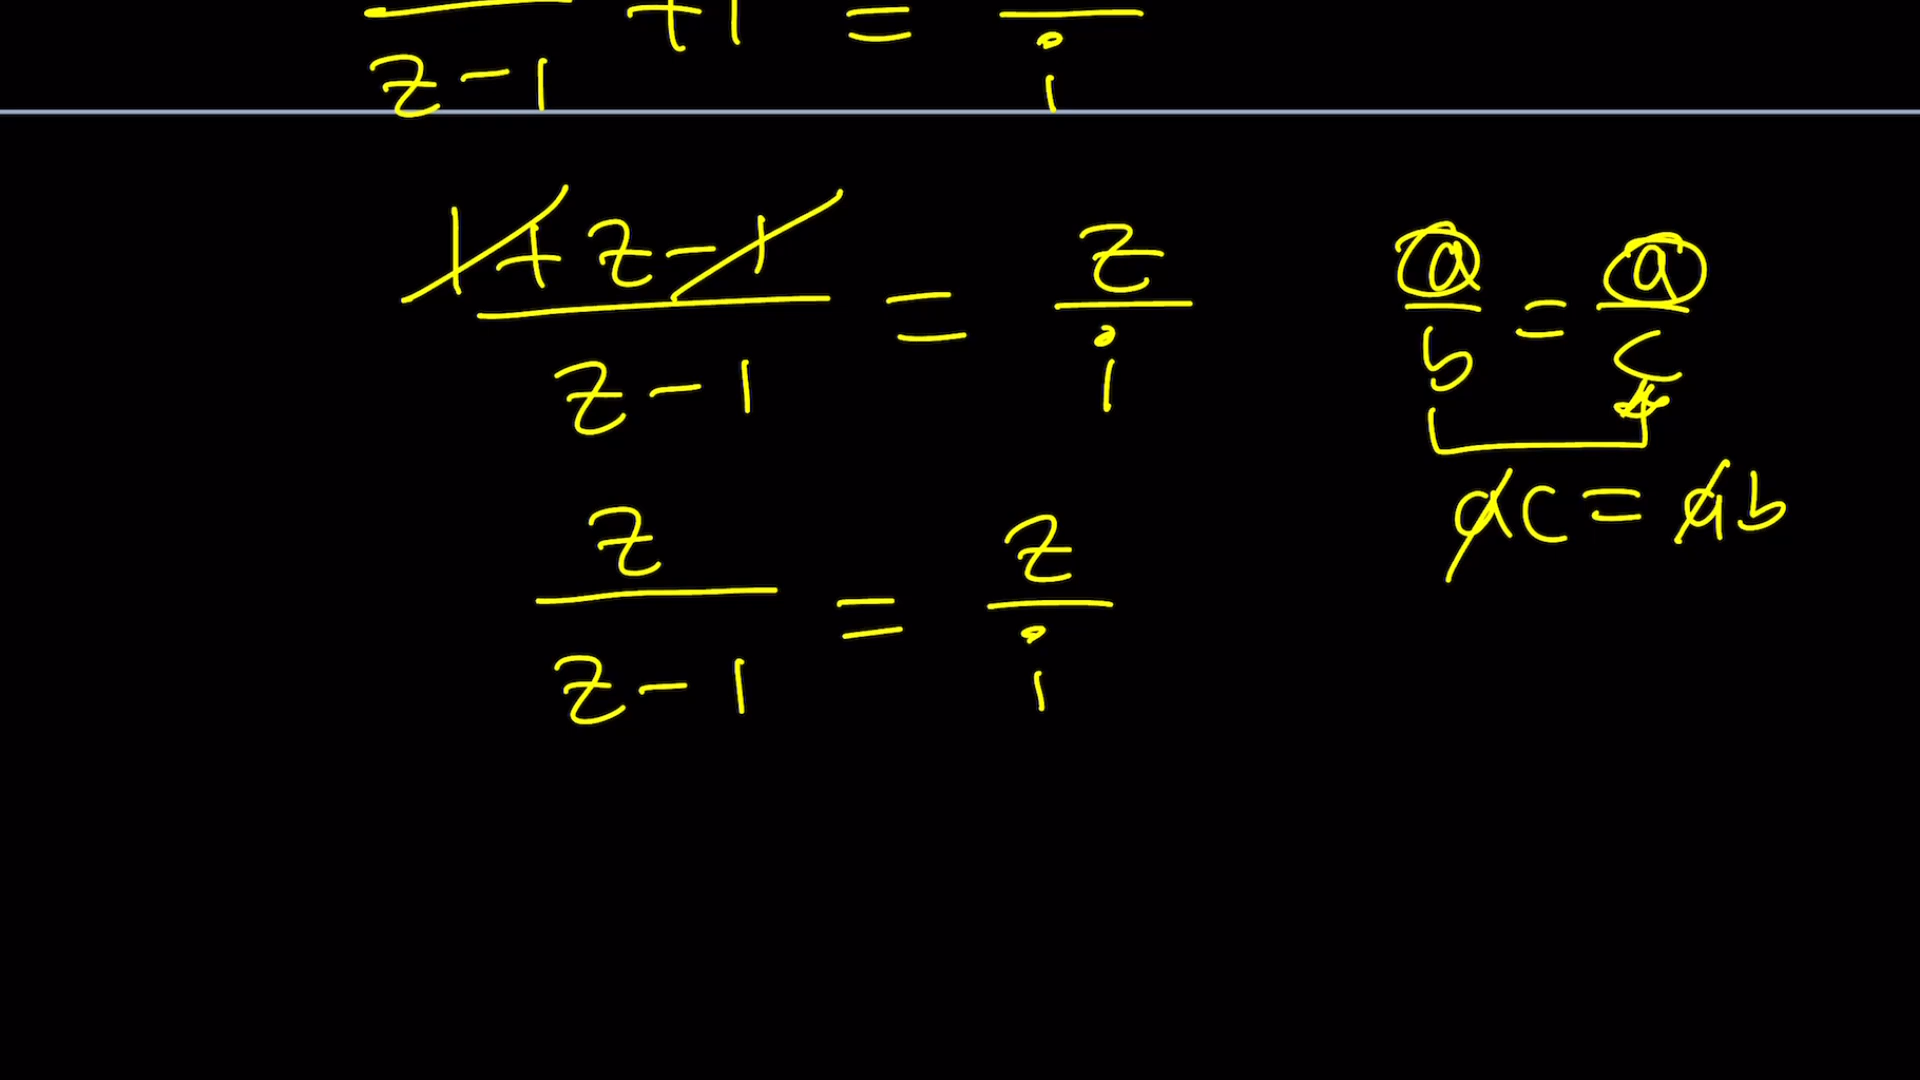 z-1 +1 = i
1+z-1 / z-1 = z / i
a / b = a / c
ac = ab
z / z-1 = z / i